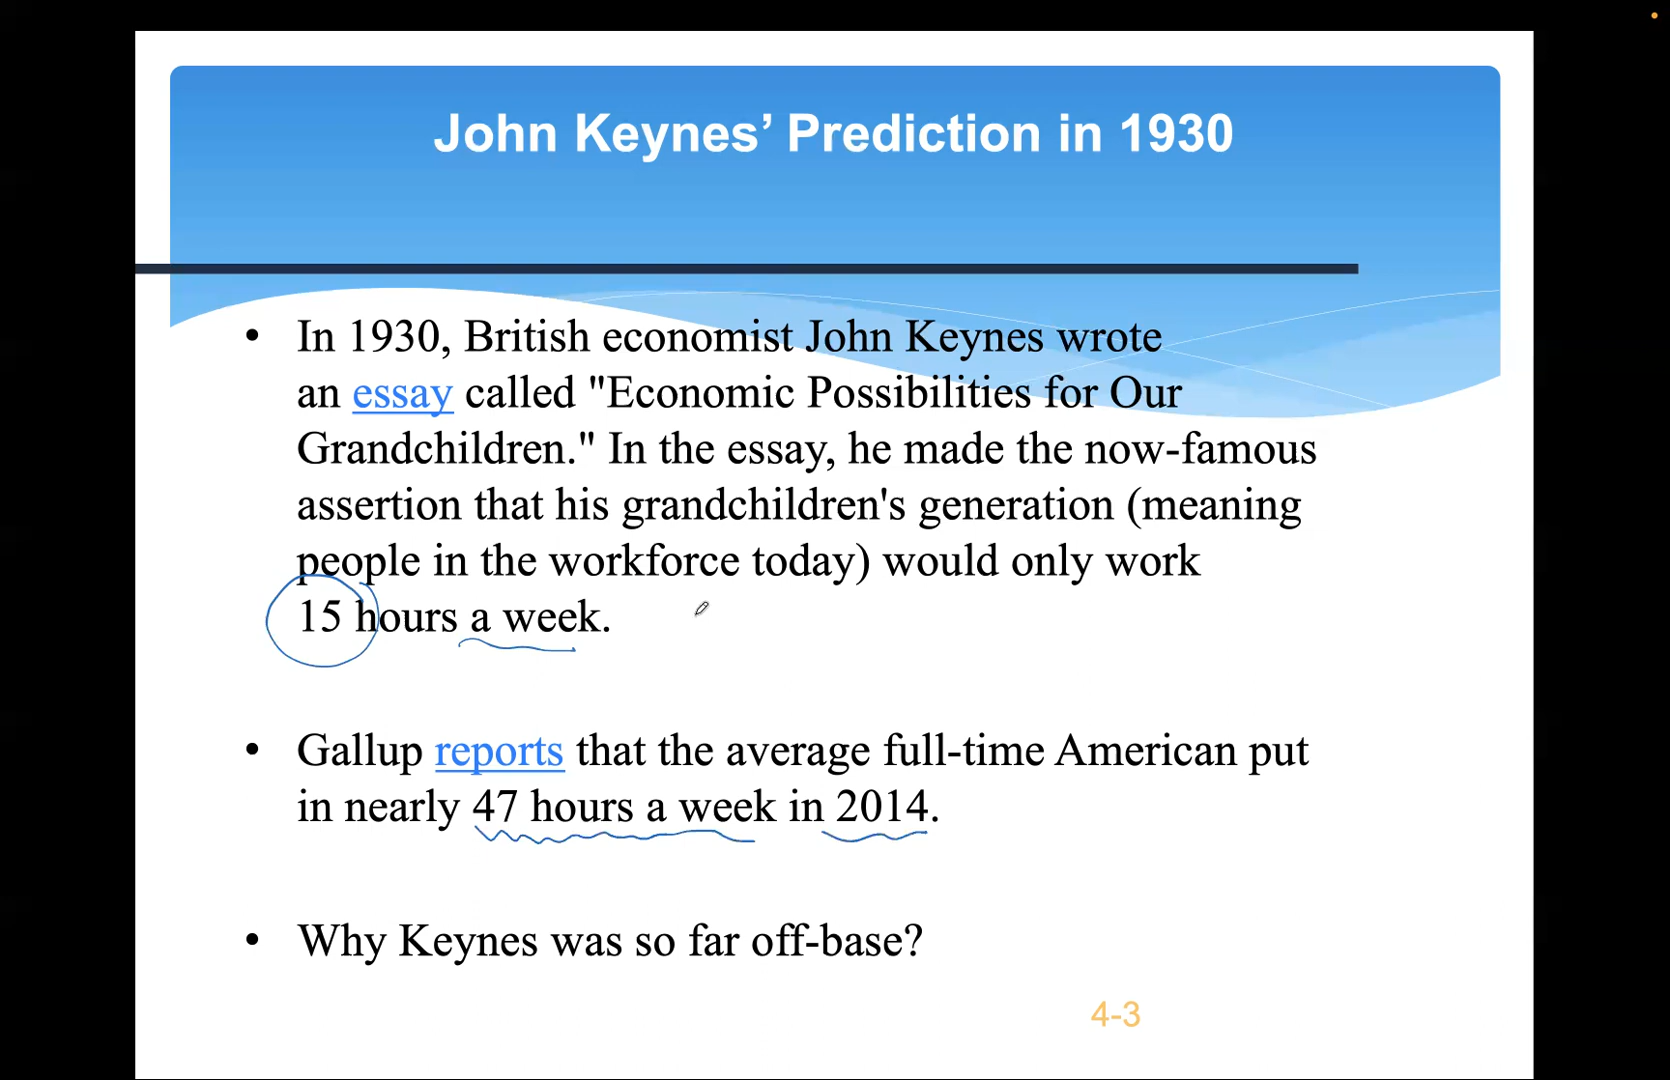 John Keynes’ Prediction in 1930
• In 1930, British economist John Keynes wrote
an essay called "Economic Possibilities for Our
Grandchildren." In the essay, he made the now-famous
assertion that his grandchildren's generation (meaning
people in the workforce today) would only work
15 hours a week.
• Gallup reports that the average full-time American put
in nearly 47 hours a week in 2014.
• Why Keynes was so far off-base?
4-3